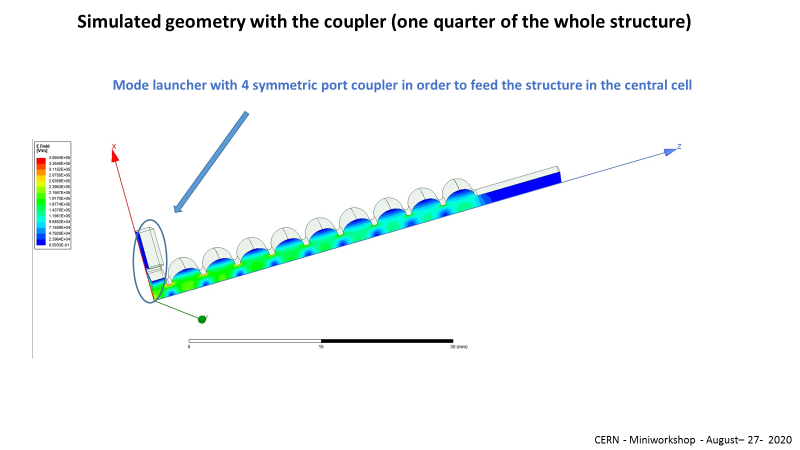 Simulated geometry with the coupler (one quarter of the whole structure)
Mode launcher with 4 symmetric port coupler in order to feed the structure in the central cell
E Field
[V/m]
X
Z
0
15
30 (mm)
CERN - Miniworkshop - August– 27- 2020